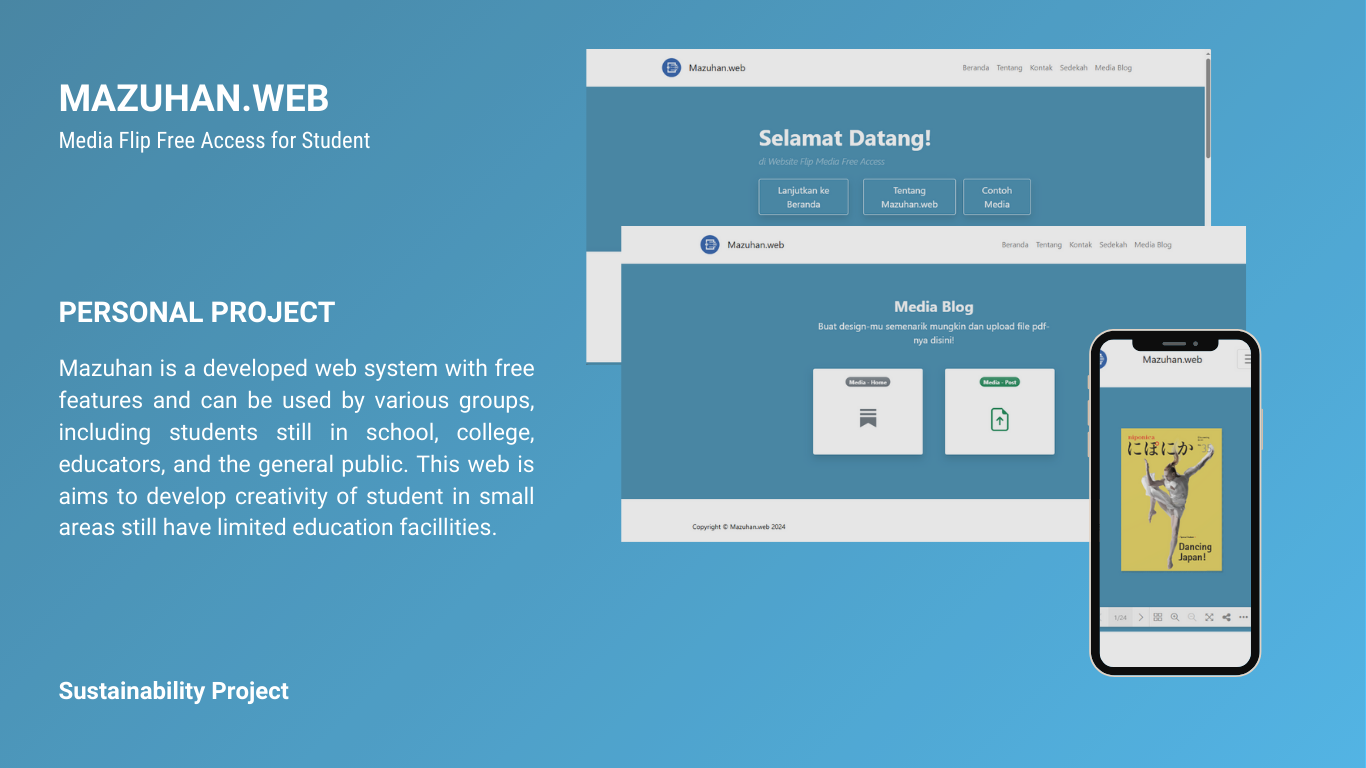 MAZUHAN.WEB
Media Flip Free Access for Student
PERSONAL PROJECT
Mazuhan is a developed web system with free
features and can be used by various groups,
including students still in school, college,
educators, and the general public. This web is
aims to develop creativity of student in small
areas still have limited education facillities.
Sustainability Project
Mazuhan.web
Beranda Tentang Kontak Sedekah Media Blog
Selamat Datang!
di Website Flip Media Free Access
Lanjutkan ke
Beranda
Tentang
Mazuhan.web
Contoh
Media
Mazuhan.web
Beranda Tentang Kontak Sedekah Media Blog
Media Blog
Buat design-mu semenarik mungkin dan upload file pdf-
nya disini!
Media - Home
Media - Post
Copyright © Mazuhan.web 2024
Mazuhan.web
にぽにか
Dancing
Japan!
1/24